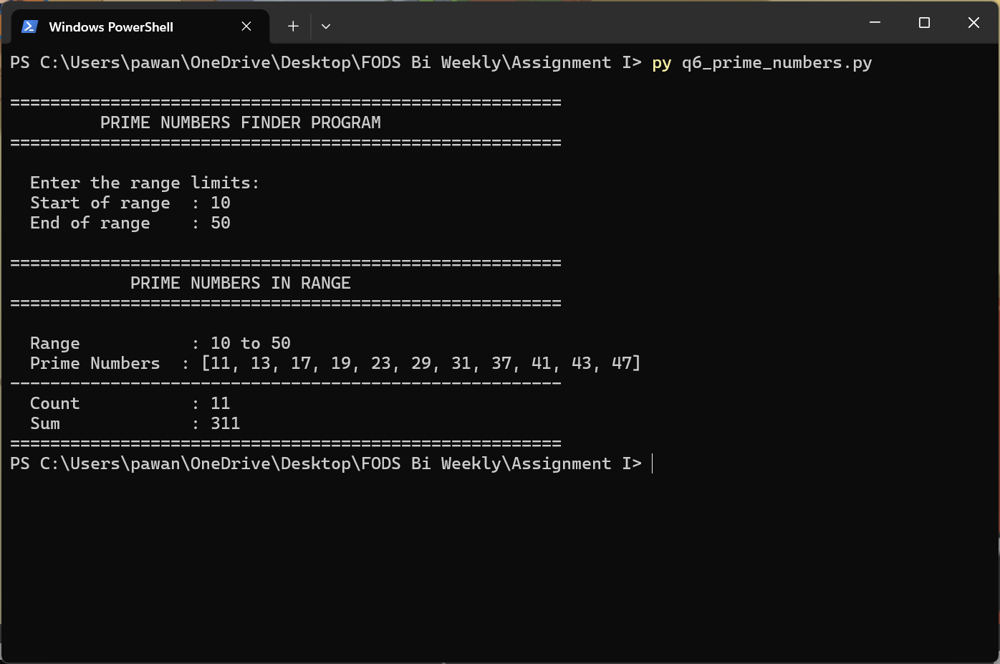 Windows PowerShell
PS C:\Users\pawan\OneDrive\Desktop\FODS Bi Weekly\Assignment I> py q6_prime_numbers.py
=======================================================
PRIME NUMBERS FINDER PROGRAM
=======================================================
Enter the range limits:
Start of range  : 10
End of range    : 50
=======================================================
PRIME NUMBERS IN RANGE
=======================================================
Range           : 10 to 50
Prime Numbers  : [11, 13, 17, 19, 23, 29, 31, 37, 41, 43, 47]
-------------------------------------------------------
Count           : 11
Sum             : 311
=======================================================
PS C:\Users\pawan\OneDrive\Desktop\FODS Bi Weekly\Assignment I>